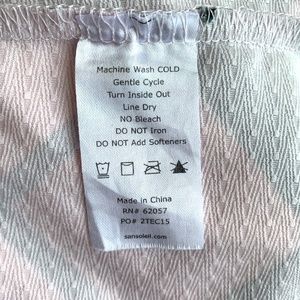 Machine Wash COLD
Gentle Cycle
Turn Inside Out
Line Dry
NO Bleach
DO NOT Iron
DO NOT Add Softeners
Made in China
RN# 62057
PO# 2TEC15
sansoleil.com